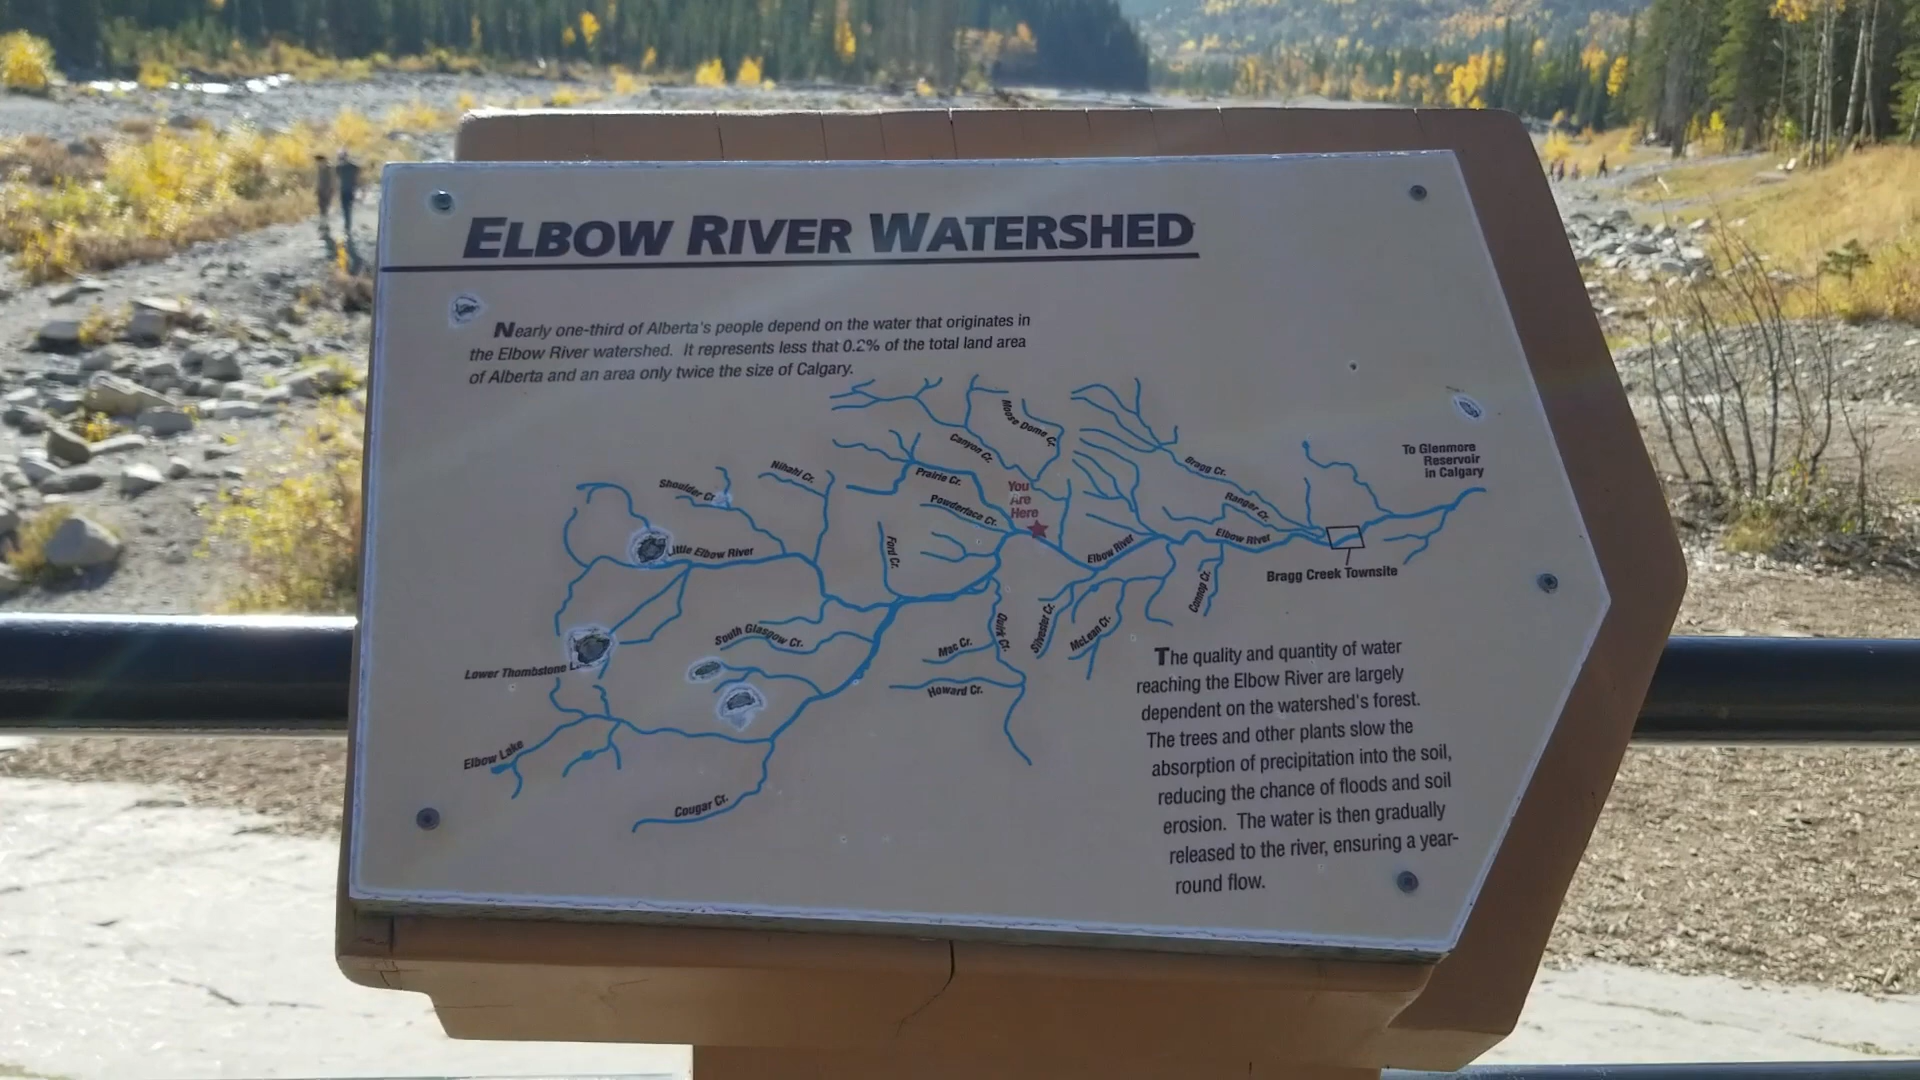 ELBOW RIVER WATERSHED
Nearly one-third of Alberta's people depend on the water that originates in
the Elbow River watershed. It represents less that 0.2% of the total land area
of Alberta and an area only twice the size of Calgary.
Moose Dome Cr.
Canyon Cr.
Bragg Cr.
To Glenmore
Reservoir
in Calgary
Nihahi Cr.
Prairie Cr.
Shoulder Cr.
You
Are
Here
Powderface Cr.
Ranger Cr.
Ford Cr.
Little Elbow River
Elbow River
Elbow River
Bragg Creek Townsite
Connop Cr.
South Glasgow Cr.
Quirk Cr.
Silvester Cr.
McLean Cr.
Mac Cr.
Lower Thombstone
Howard Cr.
Elbow Lake
Cougar Cr.
The quality and quantity of water
reaching the Elbow River are largely
dependent on the watershed's forest.
The trees and other plants slow the
absorption of precipitation into the soil,
reducing the chance of floods and soil
erosion. The water is then gradually
released to the river, ensuring a year-
round flow.